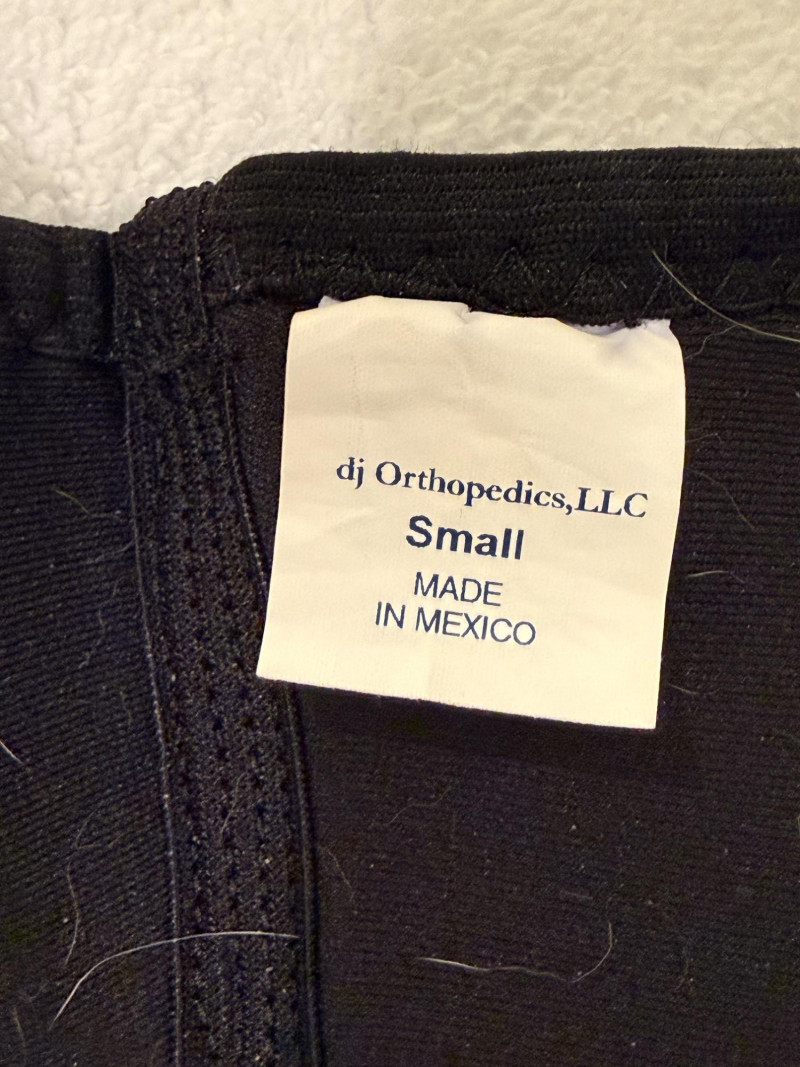 dj Orthopedics,LLC
Small
MADE
IN MEXICO